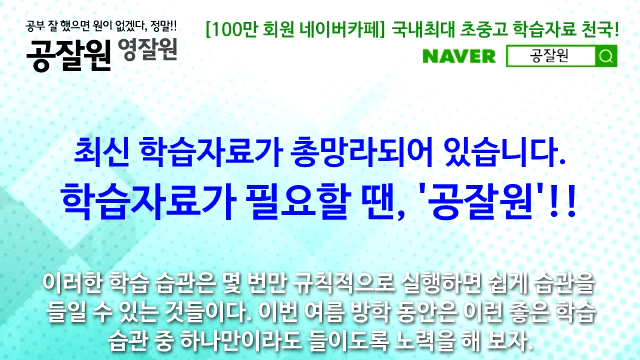 공부 잘 했으면 원이 없겠다, 정말!!
공잘원 영잘원
[100만 회원 네이버카페] 국내최대 초중고 학습자료 천국!
NAVER 공잘원
최신 학습자료가 총망라되어 있습니다.
학습자료가 필요할 땐, '공잘원'!!
이러한 학습 습관은 몇 번만 규칙적으로 실행하면 쉽게 습관을
들일 수 있는 것들이다. 이번 여름 방학 동안은 이런 좋은 학습
습관 중 하나만이라도 들이도록 노력을 해 보자.